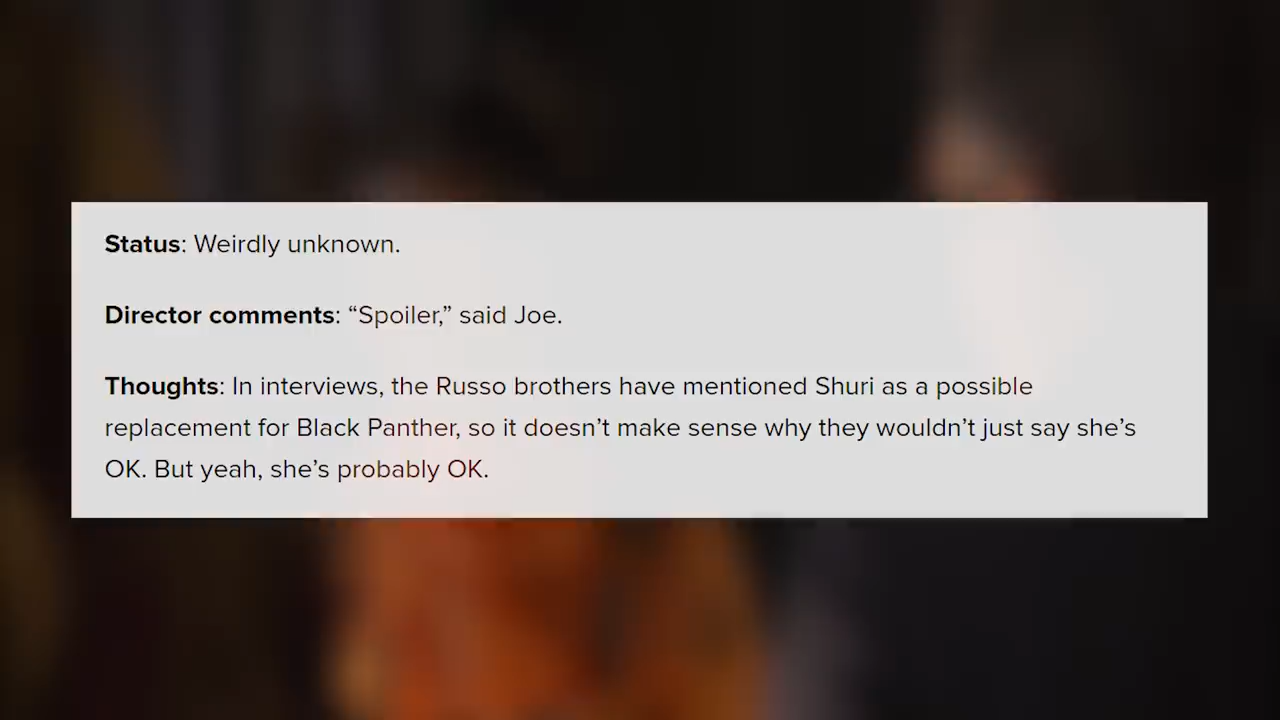 Status: Weirdly unknown.
Director comments: “Spoiler,” said Joe.
Thoughts: In interviews, the Russo brothers have mentioned Shuri as a possible
replacement for Black Panther, so it doesn’t make sense why they wouldn’t just say she’s
OK. But yeah, she’s probably OK.